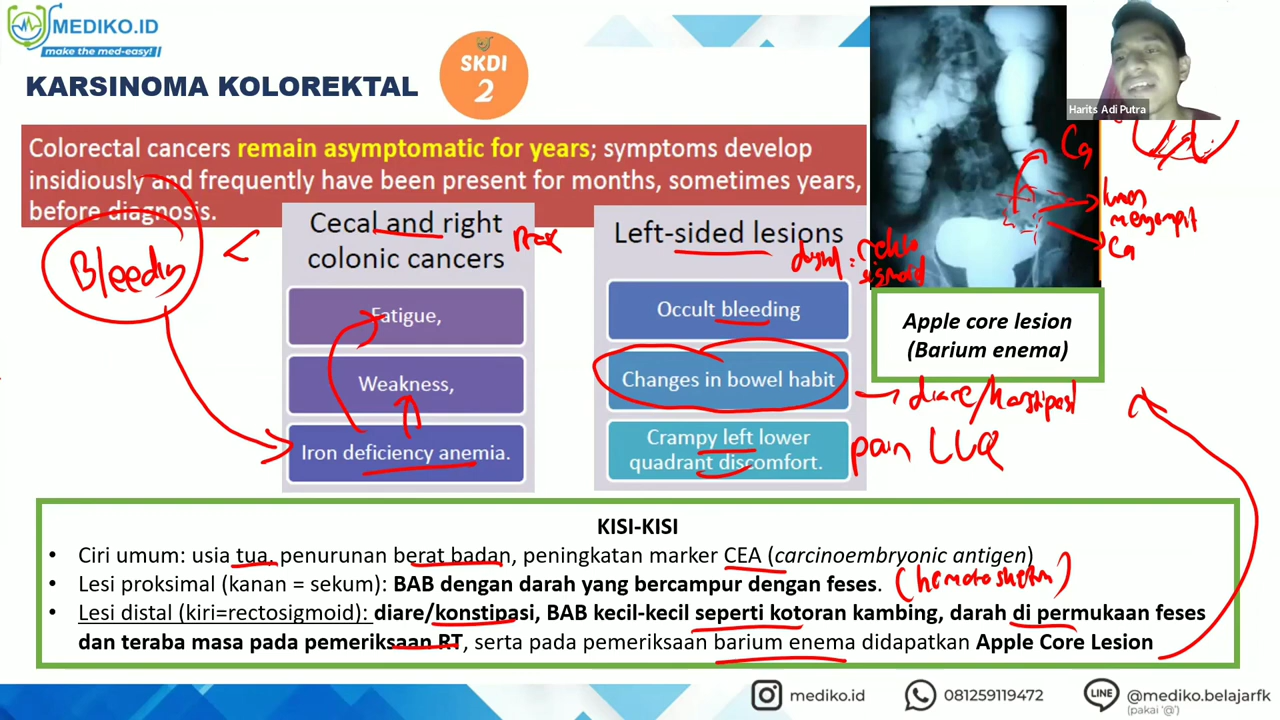 MEDIKO.ID
make the med-easy!
KARSINOMA KOLOREKTAL
SKDI
2
Harits Adi Putra
Colorectal cancers remain asymptomatic for years; symptoms develop
insidiously and frequently have been present for months, sometimes years,
before diagnosis.
Ca
lumen
menyempit
Ca
Bleeding
<
Cecal and right
colonic cancers
Fatigue,
Weakness,
Iron deficiency anemia.
Left-sided lesions
distal : rekto
sigmoid
Occult bleeding
Changes in bowel habit
Crampy left lower
quadrant discomfort.
diare/konstipasi
pain LLQ
Apple core lesion
(Barium enema)
KISI-KISI
• Ciri umum: usia tua, penurunan berat badan, peningkatan marker CEA (carcinoembryonic antigen)
• Lesi proksimal (kanan = sekum): BAB dengan darah yang bercampur dengan feses. (hematoskezia)
• Lesi distal (kiri=rectosigmoid): diare/konstipasi, BAB kecil-kecil seperti kotoran kambing, darah di permukaan feses
dan teraba masa pada pemeriksaan RT, serta pada pemeriksaan barium enema didapatkan Apple Core Lesion
mediko.id
081259119472
LINE
@mediko.belajarfk
(pakai '@')